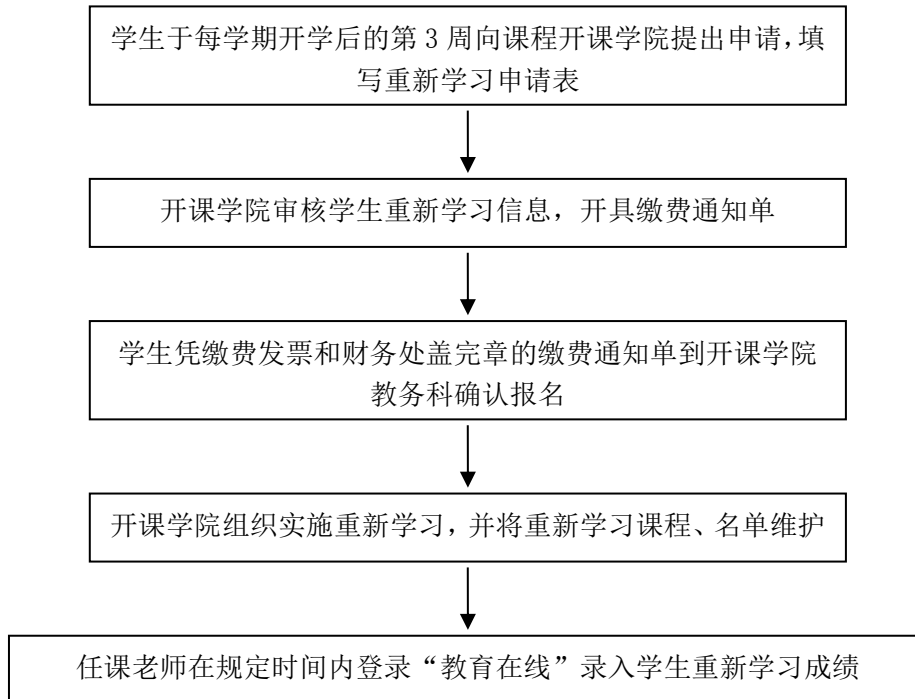 学生于每学期开学后的第 3 周向课程开课学院提出申请，填
写重新学习申请表
开课学院审核学生重新学习信息，开具缴费通知单
学生凭缴费发票和财务处盖完章的缴费通知单到开课学院
教务科确认报名
开课学院组织实施重新学习，并将重新学习课程、名单维护
任课老师在规定时间内登录“教育在线”录入学生重新学习成绩